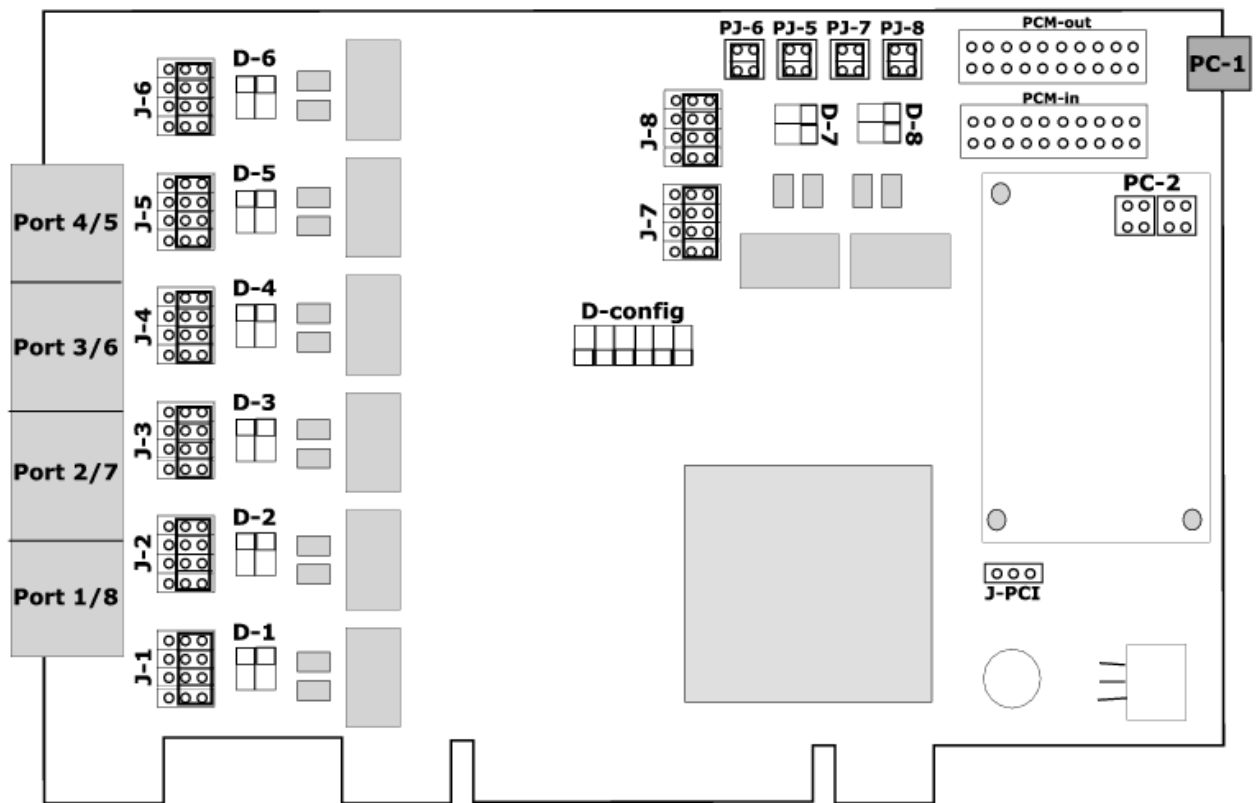 PJ-6 PJ-5 PJ-7 PJ-8
PCM-out
PC-1
PCM-in
D-6
J-6
J-8
D-7
D-8
Port 4/5
D-5
J-5
J-7
PC-2
D-4
J-4
D-config
Port 3/6
D-3
J-3
Port 2/7
D-2
J-2
J-PCI
Port 1/8
D-1
J-1